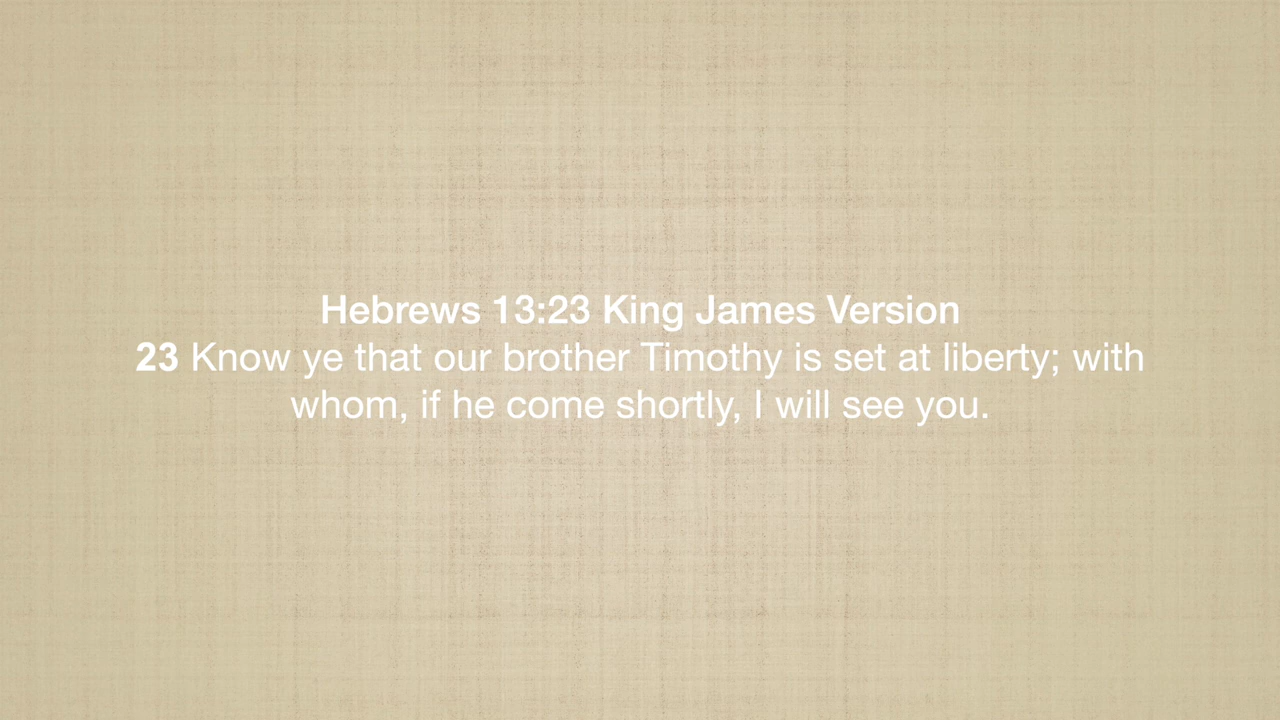 Hebrews 13:23 King James Version
23 Know ye that our brother Timothy is set at liberty; with
whom, if he come shortly, I will see you.